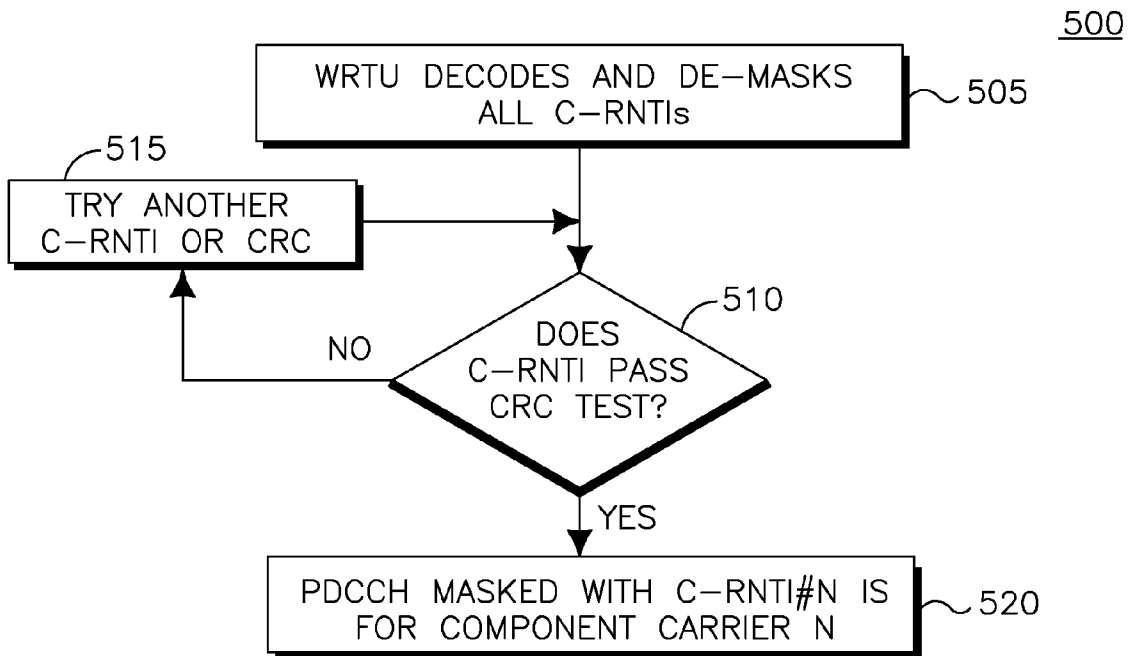 500
WRTU DECODES AND DE-MASKS
ALL C-RNTIs
505
515
TRY ANOTHER
C-RNTI OR CRC
510
DOES
C-RNTI PASS
CRC TEST?
NO
YES
PDCCH MASKED WITH C-RNTI#N IS
FOR COMPONENT CARRIER N
520